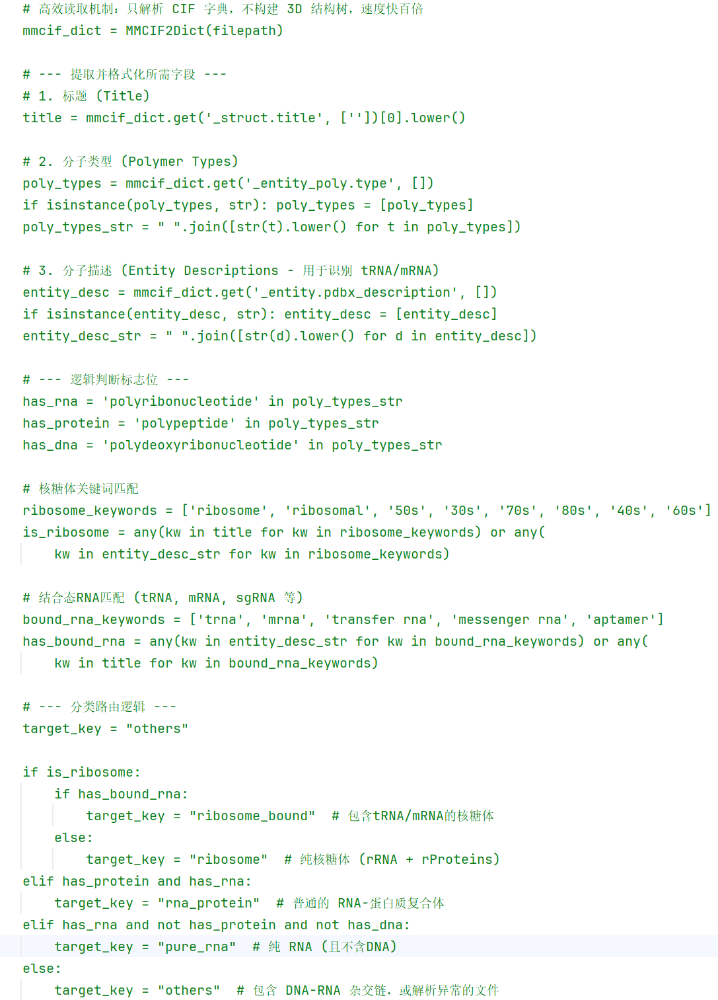 # 高效读取机制：只解析 CIF 字典，不构建 3D 结构树，速度快百倍
mmcif_dict = MMCIF2Dict(filepath)

# --- 提取并格式化所需字段 ---
# 1. 标题 (Title)
title = mmcif_dict.get('_struct.title', [''])[0].lower()

# 2. 分子类型 (Polymer Types)
poly_types = mmcif_dict.get('_entity_poly.type', [])
if isinstance(poly_types, str): poly_types = [poly_types]
poly_types_str = " ".join([str(t).lower() for t in poly_types])

# 3. 分子描述 (Entity Descriptions - 用于识别 tRNA/mRNA)
entity_desc = mmcif_dict.get('_entity.pdbx_description', [])
if isinstance(entity_desc, str): entity_desc = [entity_desc]
entity_desc_str = " ".join([str(d).lower() for d in entity_desc])

# --- 逻辑判断标志位 ---
has_rna = 'polyribonucleotide' in poly_types_str
has_protein = 'polypeptide' in poly_types_str
has_dna = 'polydeoxyribonucleotide' in poly_types_str

# 核糖体关键词匹配
ribosome_keywords = ['ribosome', 'ribosomal', '50s', '30s', '70s', '80s', '40s', '60s']
is_ribosome = any(kw in title for kw in ribosome_keywords) or any(
    kw in entity_desc_str for kw in ribosome_keywords)

# 结合态RNA匹配 (tRNA, mRNA, sgRNA 等)
bound_rna_keywords = ['trna', 'mrna', 'transfer rna', 'messenger rna', 'aptamer']
has_bound_rna = any(kw in entity_desc_str for kw in bound_rna_keywords) or any(
    kw in title for kw in bound_rna_keywords)

# --- 分类路由逻辑 ---
target_key = "others"

if is_ribosome:
    if has_bound_rna:
        target_key = "ribosome_bound"  # 包含tRNA/mRNA的核糖体
    else:
        target_key = "ribosome"  # 纯核糖体 (rRNA + rProteins)
elif has_protein and has_rna:
    target_key = "rna_protein"  # 普通的 RNA-蛋白质复合体
elif has_rna and not has_protein and not has_dna:
    target_key = "pure_rna"  # 纯 RNA (且不含DNA)
else:
    target_key = "others"  # 包含 DNA-RNA 杂交链，或解析异常的文件